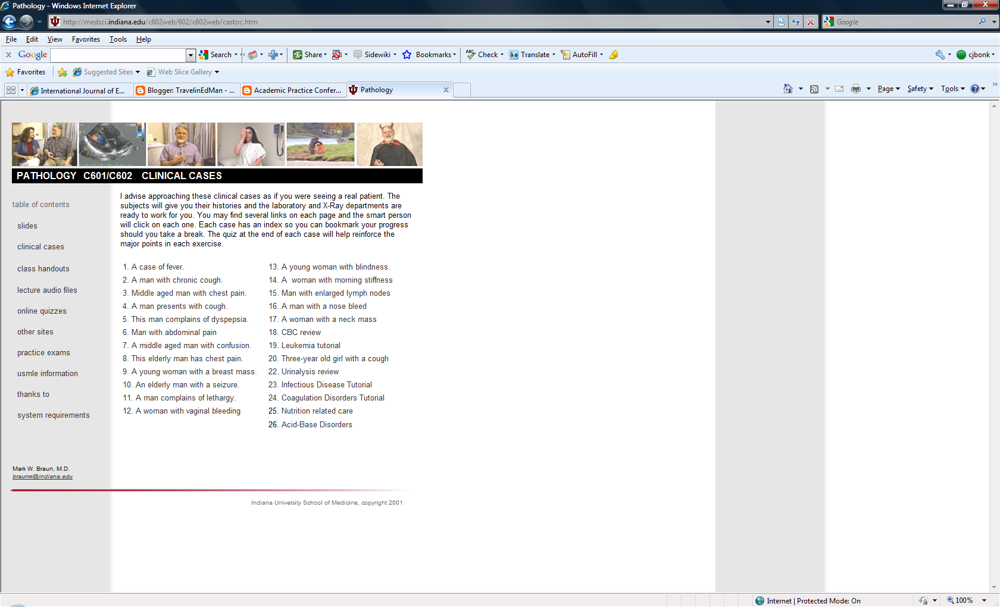 Pathology - Windows Internet Explorer
http://medsci.indiana.edu/c602web/602/c602web/castoc.htm
Google
File Edit View Favorites Tools Help
Google Search Share Sidewiki Bookmarks Check Translate AutoFill cjbonk
Favorites Suggested Sites Web Slice Gallery
International Journal of E... Blogger: TravelinEdMan - ... Academic Practice Confer... Pathology Page Safety Tools
PATHOLOGY C601/C602 CLINICAL CASES
table of contents
slides
clinical cases
class handouts
lecture audio files
online quizzes
other sites
practice exams
usmle information
thanks to
system requirements
I advise approaching these clinical cases as if you were seeing a real patient. The
subjects will give you their histories and the laboratory and X-Ray departments are
ready to work for you. You may find several links on each page and the smart person
will click on each one. Each case has an index so you can bookmark your progress
should you take a break. The quiz at the end of each case will help reinforce the
major points in each exercise.
1. A case of fever.
2. A man with chronic cough.
3. Middle aged man with chest pain.
4. A man presents with cough.
5. This man complains of dyspepsia.
6. Man with abdominal pain
7. A middle aged man with confusion.
8. This elderly man has chest pain.
9. A young woman with a breast mass.
10. An elderly man with a seizure.
11. A man complains of lethargy.
12. A woman with vaginal bleeding
13. A young woman with blindness.
14. A woman with morning stiffness
15. Man with enlarged lymph nodes
16. A man with a nose bleed
17. A woman with a neck mass
18. CBC review
19. Leukemia tutorial
20. Three-year old girl with a cough
22. Urinalysis review
23. Infectious Disease Tutorial
24. Coagulation Disorders Tutorial
25. Nutrition related care
26. Acid-Base Disorders
Mark W. Braun, M.D.
braunm@indiana.edu
Indiana University School of Medicine, copyright 2001
Internet | Protected Mode: On 100%